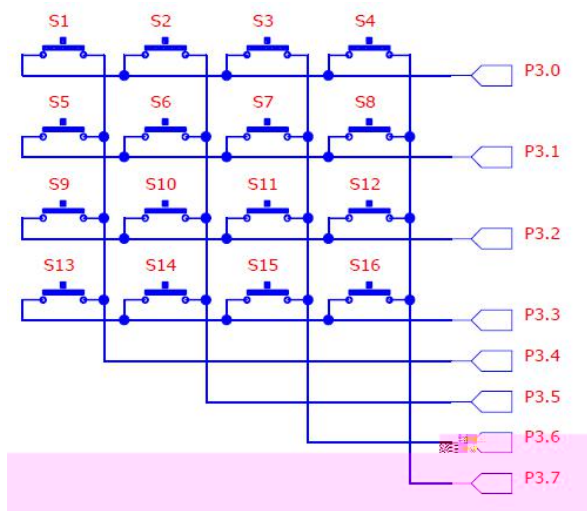 S1 S2 S3 S4
P3.0
S5 S6 S7 S8
P3.1
S9 S10 S11 S12
P3.2
S13 S14 S15 S16
P3.3
P3.4
P3.5
P3.6
P3.7